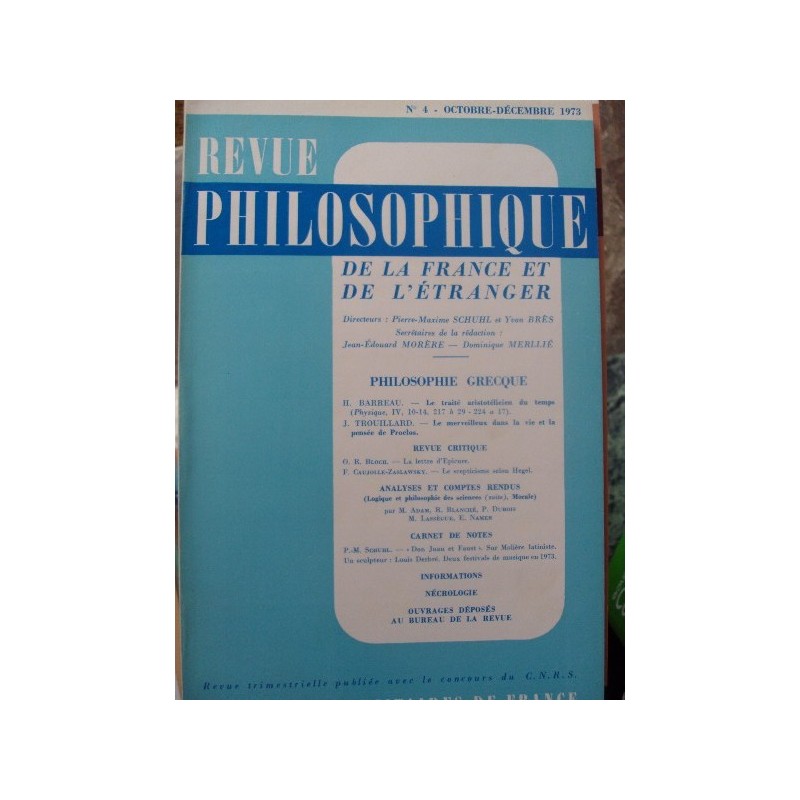 N° 4 - OCTOBRE-DÉCEMBRE 1973
REVUE
PHILOSOPHIQUE
DE LA FRANCE ET
DE L'ÉTRANGER
Directeurs : Pierre-Maxime SCHUHL et Yvon BRÈS
Secrétaires de la rédaction :
Jean-Édouard MORÈRE — Dominique MERLLIÉ
PHILOSOPHIE GRECQUE
H. BARREAU. — Le traité aristotélicien du temps
(Physique, IV, 10-14, 217 b 29 - 224 a 17).
J. TROUILLARD. — Le merveilleux dans la vie et la
pensée de Proclos.
REVUE CRITIQUE
O. R. BLOCH. — La lettre d'Épicure.
F. CAUJOLLE-ZASLAWSKY. — Le scepticisme selon Hegel.
ANALYSES ET COMPTES RENDUS
(Logique et philosophie des sciences (suite), Morale)
par M. ADAM, R. BLANCHÉ, P. DUBOIS
M. LASSÈGUE, E. NAMER
CARNET DE NOTES
P.-M. SCHUHL. — « Don Juan et Faust ». Sur Molière latiniste.
Un sculpteur : Louis Derbré. Deux festivals de musique en 1973.
INFORMATIONS
NÉCROLOGIE
OUVRAGES DÉPOSÉS
AU BUREAU DE LA REVUE
Revue trimestrielle publiée avec le concours du C.N.R.S.
DE FRANCE